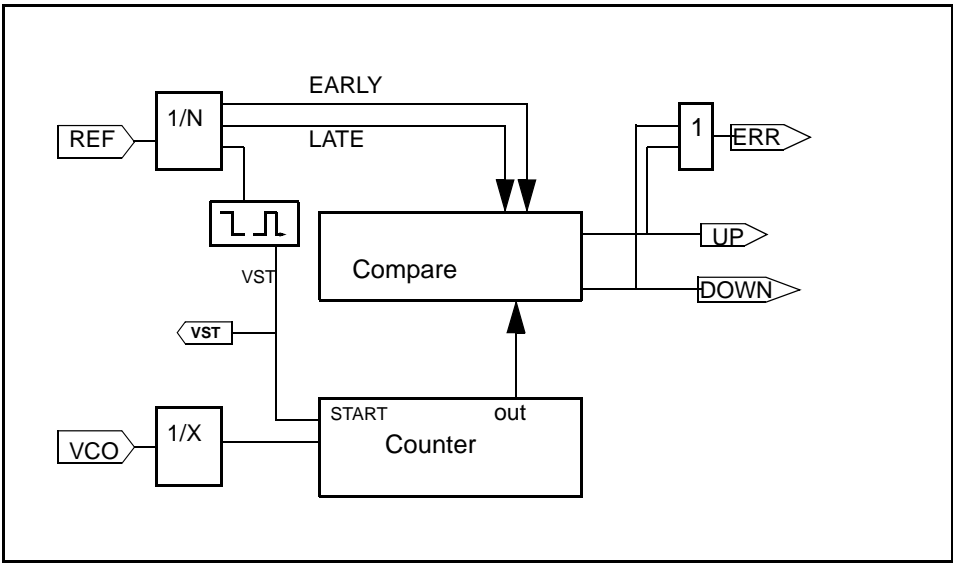 EARLY
1/N
1
REF
LATE
ERR
UP
VST
Compare
DOWN
VST
START
out
1/X
Counter
VCO